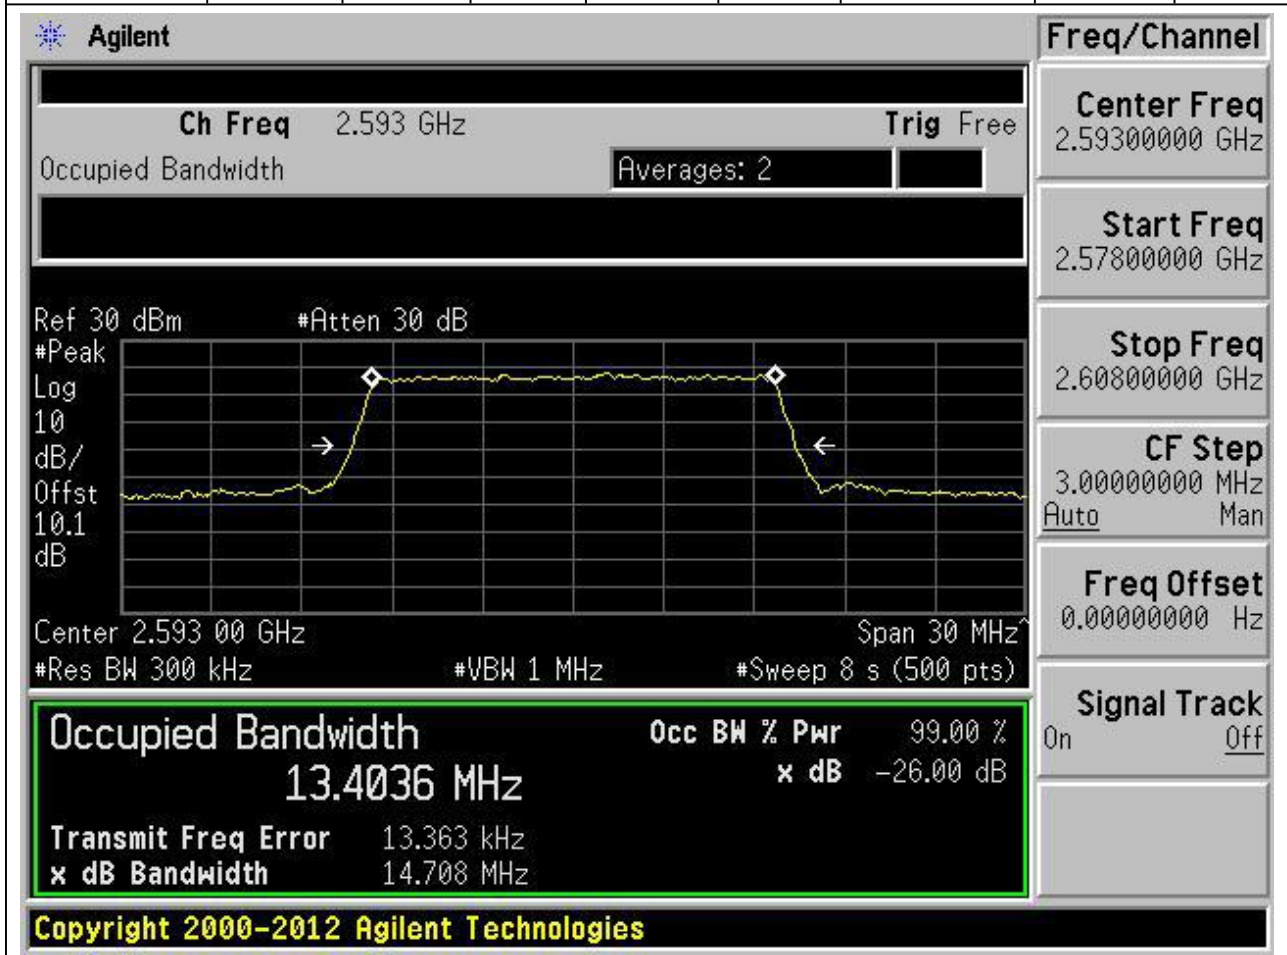 Agilent
Freq/Channel
Ch Freq 2.593 GHz Trig Free
Occupied Bandwidth Averages: 2
Center Freq
2.59300000 GHz
Start Freq
2.57800000 GHz
Stop Freq
2.60800000 GHz
CF Step
3.00000000 MHz
Auto Man
Freq Offset
0.00000000 Hz
Signal Track
On Off
Ref 30 dBm #Atten 30 dB
#Peak
Log
10
dB/
Offst
10.1
dB
Center 2.593 00 GHz Span 30 MHz^
#Res BW 300 kHz #VBW 1 MHz #Sweep 8 s (500 pts)
Occupied Bandwidth Occ BW % Pwr 99.00 %
13.4036 MHz x dB -26.00 dB
Transmit Freq Error 13.363 kHz
x dB Bandwidth 14.708 MHz
Copyright 2000-2012 Agilent Technologies